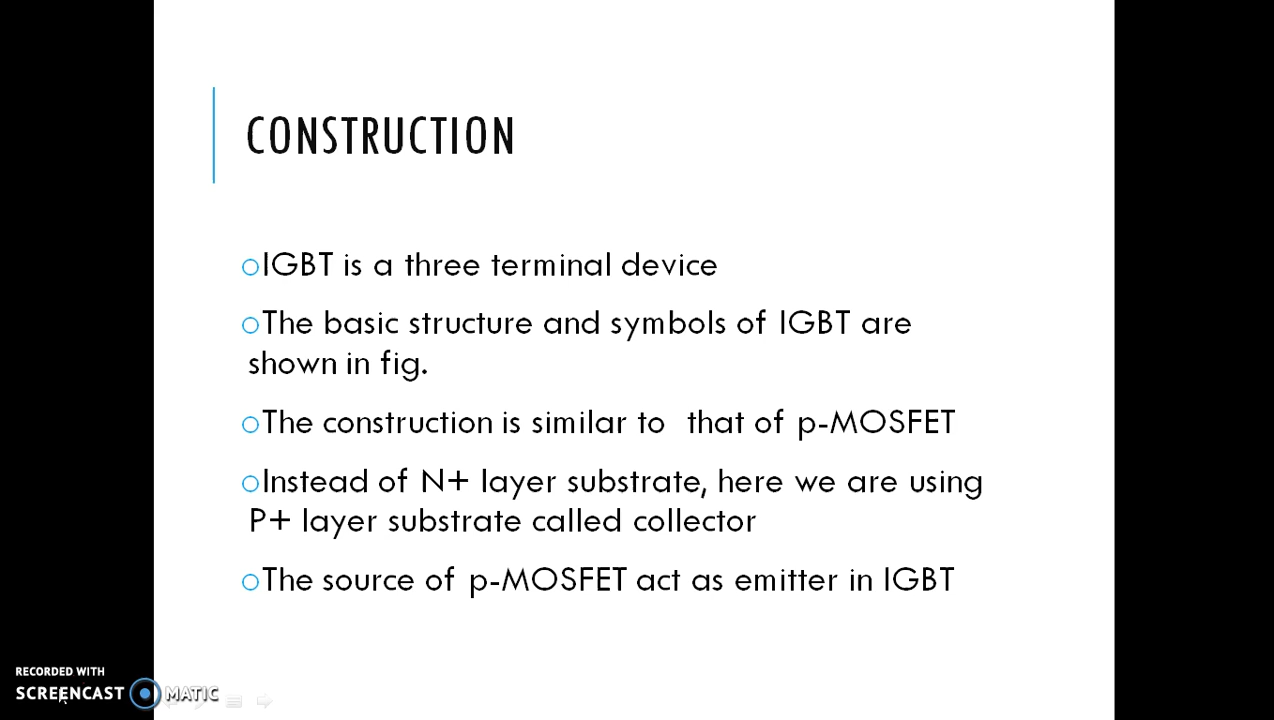 CONSTRUCTION
IGBT is a three terminal device
The basic structure and symbols of IGBT are
shown in fig.
The construction is similar to  that of p-MOSFET
Instead of N+ layer substrate, here we are using
P+ layer substrate called collector
The source of p-MOSFET act as emitter in IGBT
RECORDED WITH
SCREENCAST MATIC